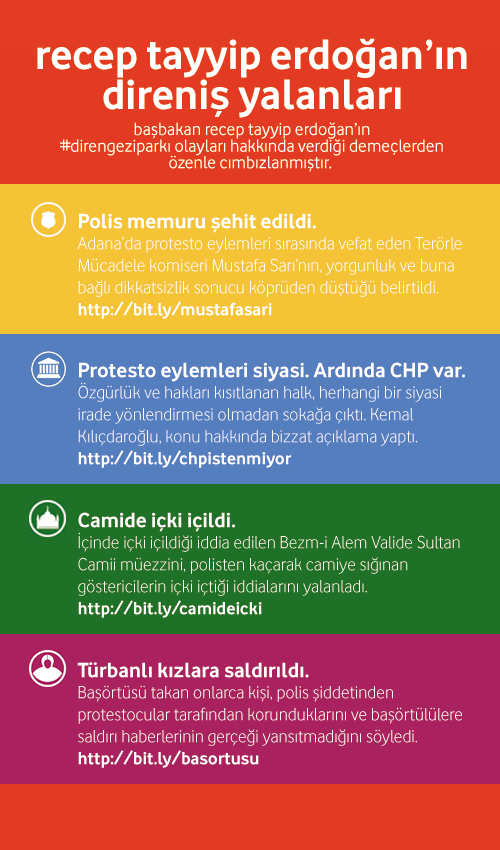 recep tayyip erdoğan’ın
direniş yalanları
başbakan recep tayyip erdoğan’ın
#direngeziparkı olayları hakkında verdiği demeçlerden
özenle cımbızlanmıştır.
Polis memuru şehit edildi.
Adana’da protesto eylemleri sırasında vefat eden Terörle
Mücadele komiseri Mustafa Sarı’nın, yorgunluk ve buna
bağlı dikkatsizlik sonucu köprüden düştüğü belirtildi.
http://bit.ly/mustafasari
Protesto eylemleri siyasi. Ardında CHP var.
Özgürlük ve hakları kısıtlanan halk, herhangi bir siyasi
irade yönlendirmesi olmadan sokağa çıktı. Kemal
Kılıçdaroğlu, konu hakkında bizzat açıklama yaptı.
http://bit.ly/chpistenmiyor
Camide içki içildi.
İçinde içki içildiği iddia edilen Bezm-i Alem Valide Sultan
Camii müezzini, polisten kaçarak camiye sığınan
göstericilerin içki içtiği iddialarını yalanladı.
http://bit.ly/camideicki
Türbanlı kızlara saldırıldı.
Başörtüsü takan onlarca kişi, polis şiddetinden
protestocular tarafından korunduklarını ve başörtülülere
saldırı haberlerinin gerçeği yansıtmadığını söyledi.
http://bit.ly/basortusu